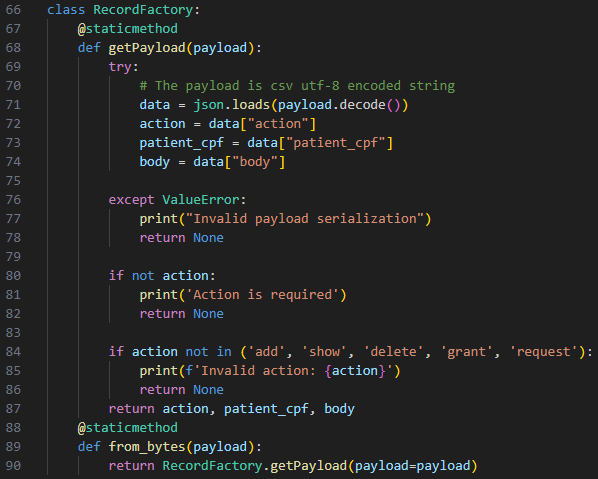 66 class RecordFactory:
67     @staticmethod
68     def getPayload(payload):
69         try:
70             # The payload is csv utf-8 encoded string
71             data = json.loads(payload.decode())
72             action = data["action"]
73             patient_cpf = data["patient_cpf"]
74             body = data["body"]
75
76         except ValueError:
77             print("Invalid payload serialization")
78             return None
79
80         if not action:
81             print('Action is required')
82             return None
83
84         if action not in ('add', 'show', 'delete', 'grant', 'request'):
85             print(f'Invalid action: {action}')
86             return None
87         return action, patient_cpf, body
88     @staticmethod
89     def from_bytes(payload):
90         return RecordFactory.getPayload(payload=payload)